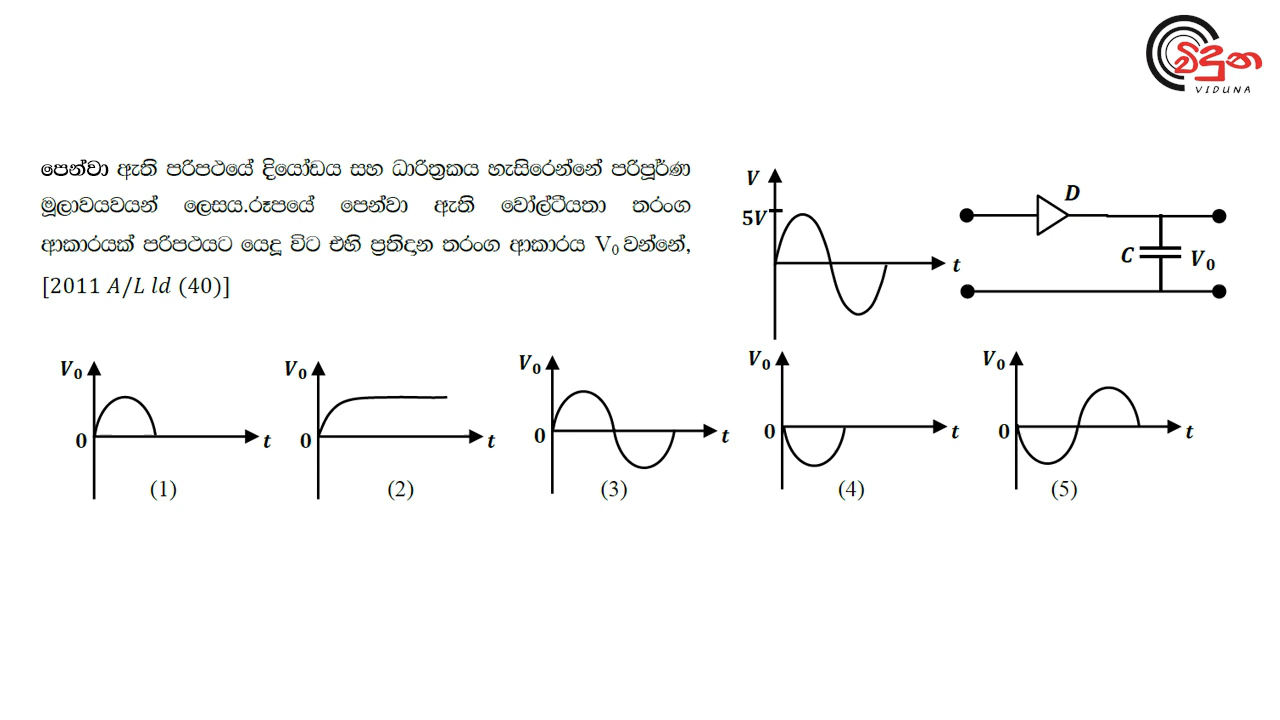 විදුන
VIDUNA
පෙන්වා ඇති පරිපථයේ දියෝඩය සහ ධාරිත්‍රකය හැසිරෙන්නේ පරිපූර්ණ
මූලාවයවයන් ලෙසය.රූපයේ පෙන්වා ඇති වෝල්ටීයතා තරංග
ආකාරයක් පරිපථයට යෙදූ විට එහි ප්‍රතිදාන තරංග ආකාරය V₀ වන්නේ,
[2011 A/L ld (40)]
V
5V
t
D
C
V₀
V₀
0
t
(1)
V₀
0
t
(2)
V₀
0
t
(3)
V₀
0
t
(4)
V₀
0
t
(5)